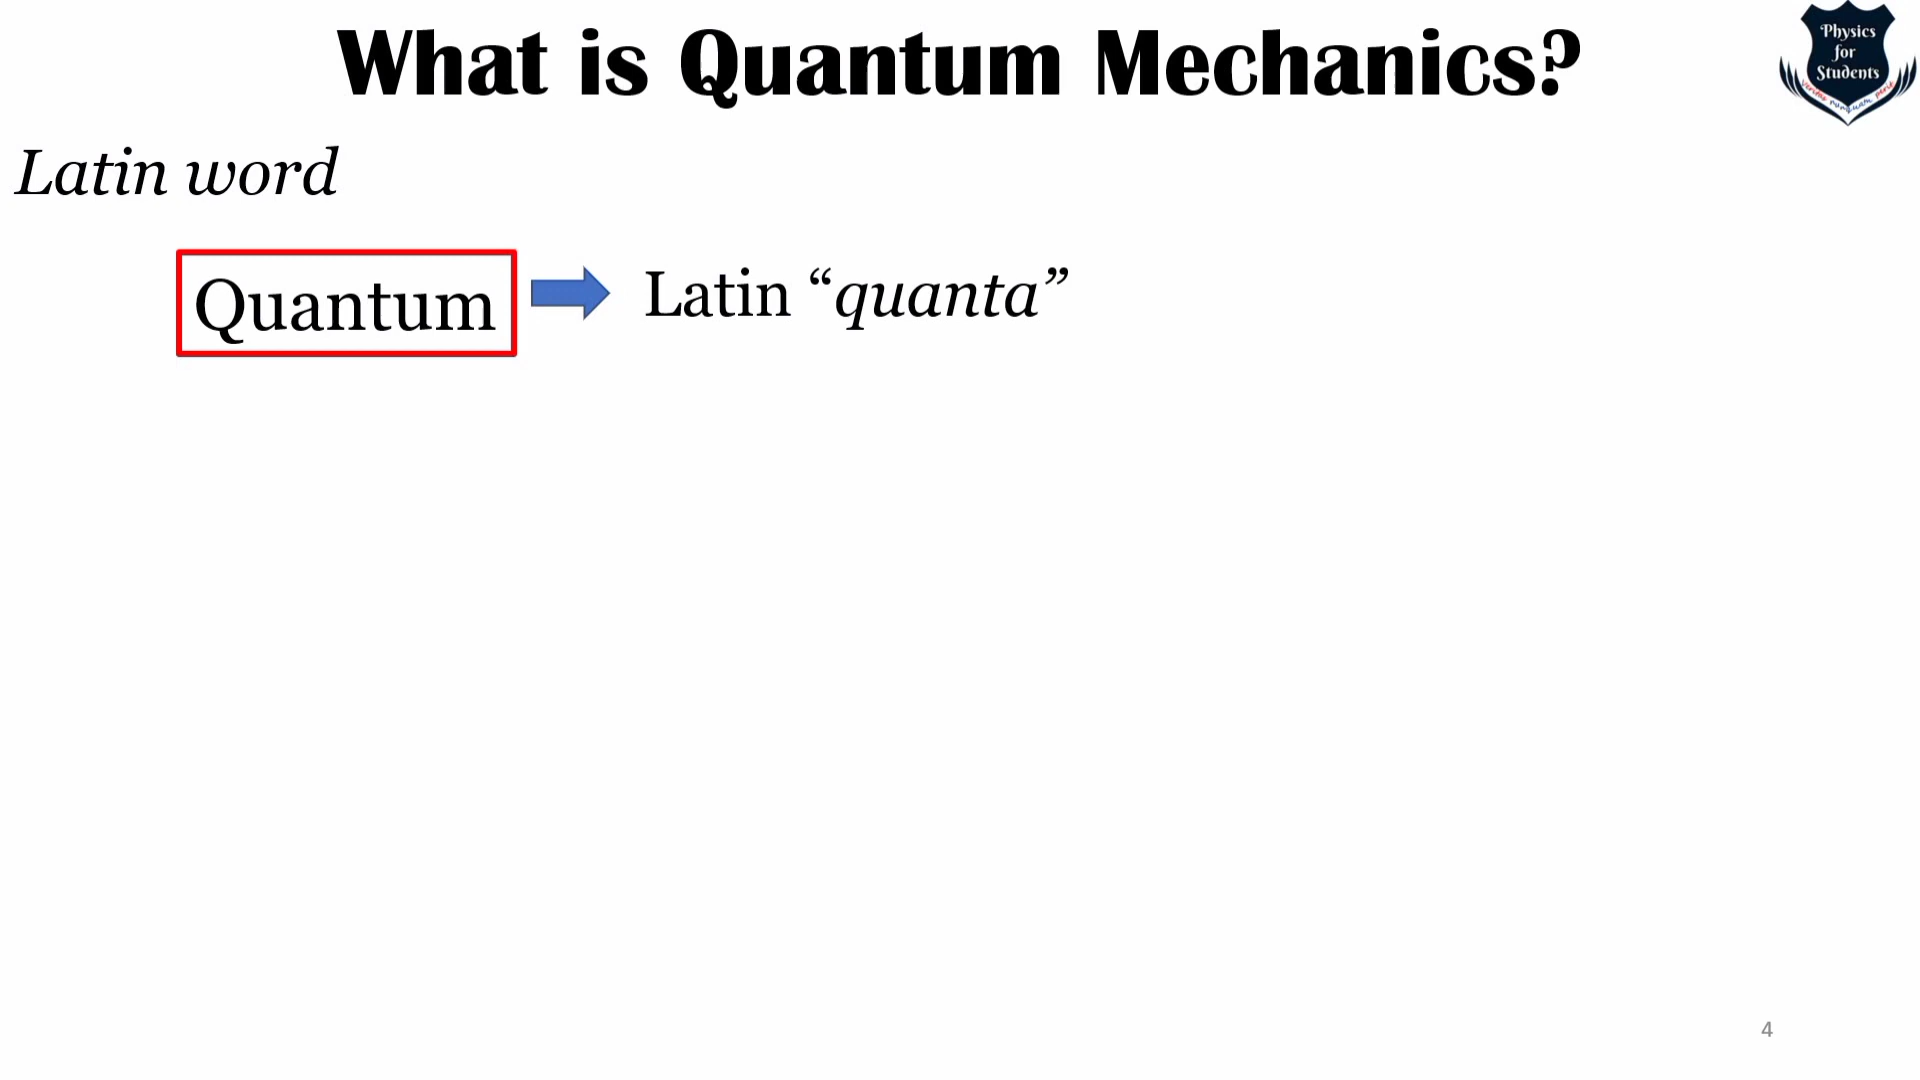 What is Quantum Mechanics?
Physics
for
Students
Latin word
Quantum
Latin “quanta”
4